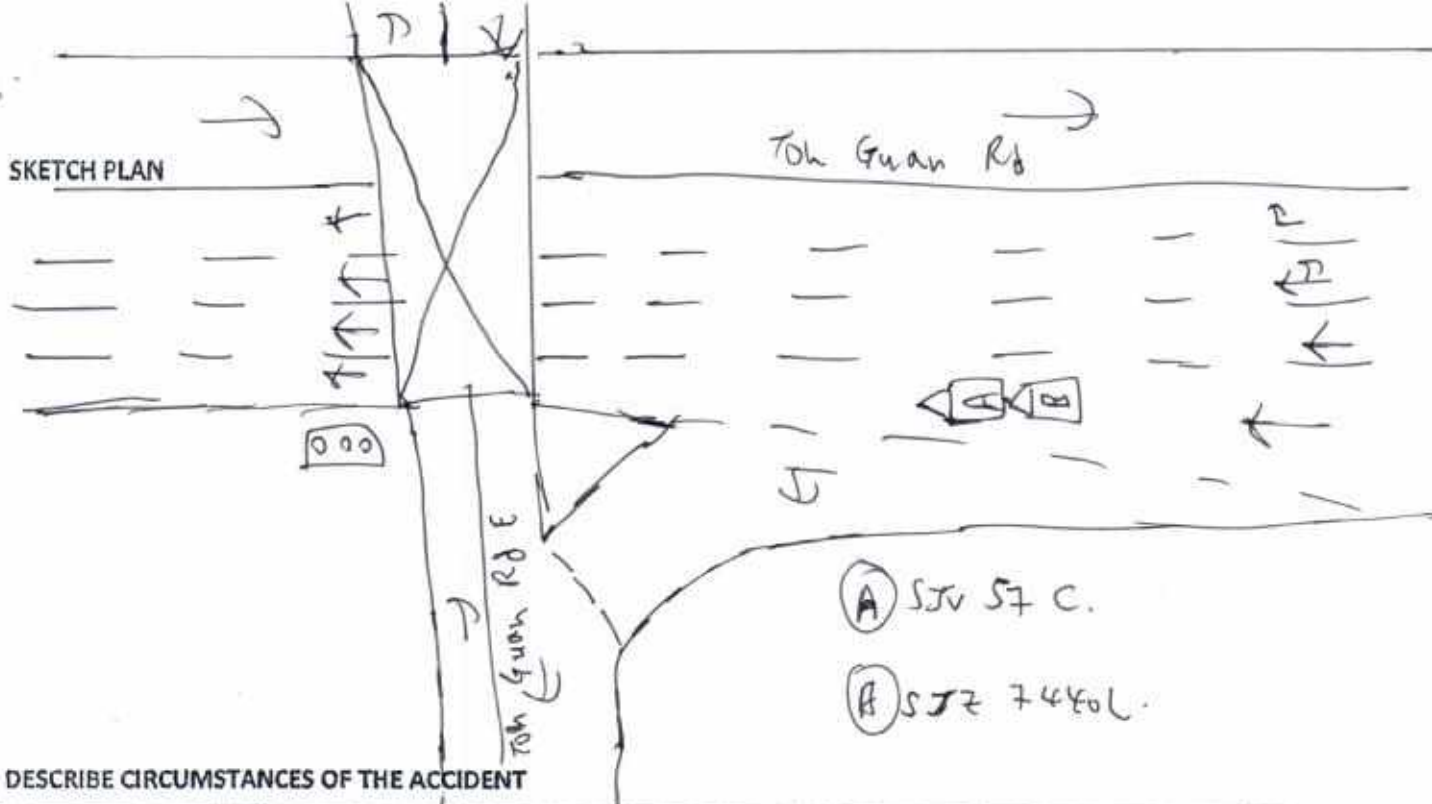 Toh Guan Rd
SKETCH PLAN
A B
Toh Guan Rd E
A SJV 57 C.
SJZ 7440L.
DESCRIBE CIRCUMSTANCES OF THE ACCIDENT